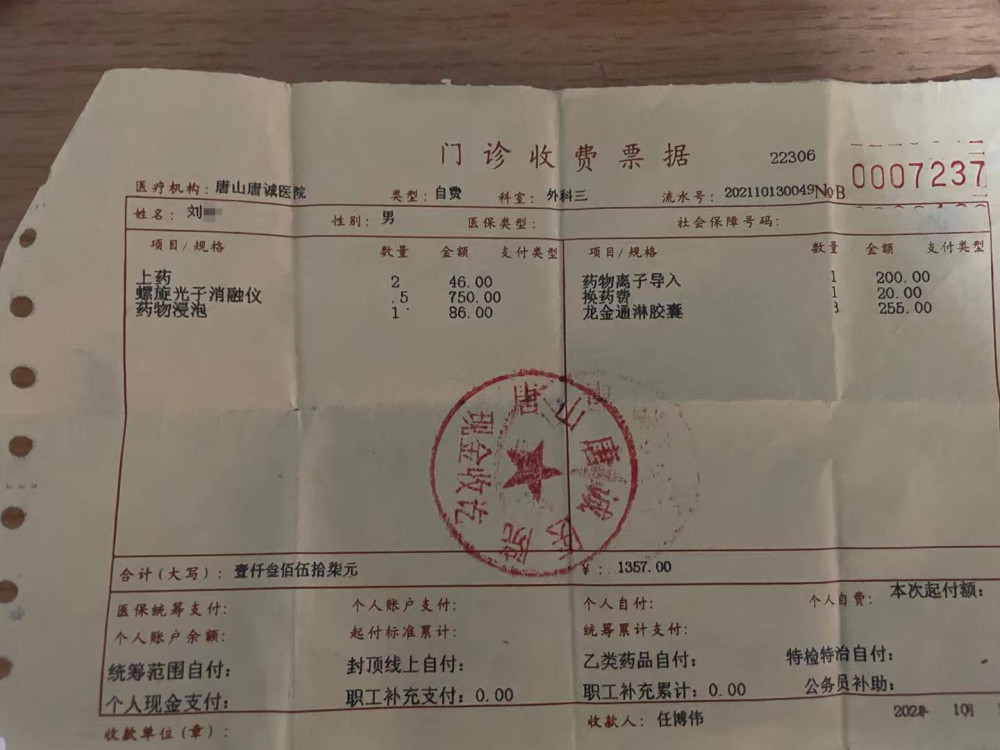 门诊收费票据 22306
医疗机构：唐山唐诚医院 类型：自费 科室：外科三 流水号：202110130049 №B 0007237
姓名：刘 性别：男 医保类型： 社会保障号码：
项目/规格 数量 金额 支付类型 项目/规格 数量 金额 支付类型
上药 2 46.00 药物离子导入 1 200.00
螺旋光子消融仪 .5 750.00 换药费 1 20.00
药物浸泡 1 86.00 龙金通淋胶囊 3 255.00
唐山唐诚医院
现金收讫
合计(大写)：壹仟叁佰伍拾柒元 ¥：1357.00
医保统筹支付： 个人账户支付： 个人自付： 个人自费： 本次起付额：
个人账户余额： 起付标准累计： 统筹累计支付：
统筹范围自付： 封顶线上自付： 乙类药品自付： 特检特治自付：
个人现金支付： 职工补充支付：0.00 职工补充累计：0.00 公务员补助：
收款单位(章)： 收款人：任博伟 2021年 10月